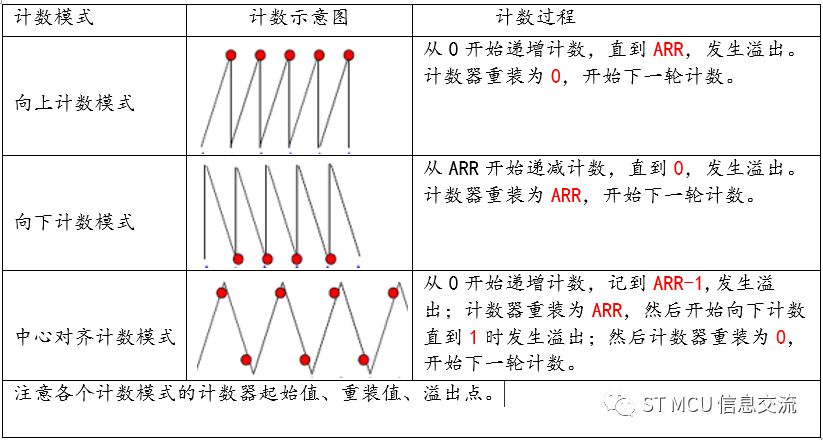 计数模式 计数示意图 计数过程
向上计数模式
从 0 开始递增计数，直到 ARR，发生溢出。
计数器重装为 0，开始下一轮计数。
向下计数模式
从 ARR 开始递减计数，直到 0，发生溢出。
计数器重装为 ARR，开始下一轮计数。
中心对齐计数模式
从 0 开始递增计数，记到 ARR-1,发生溢
出；计数器重装为 ARR，然后开始向下计数
直到 1 时发生溢出；然后计数器重装为 0，
开始下一轮计数。
注意各个计数模式的计数器起始值、重装值、溢出点。
ST MCU 信息交流